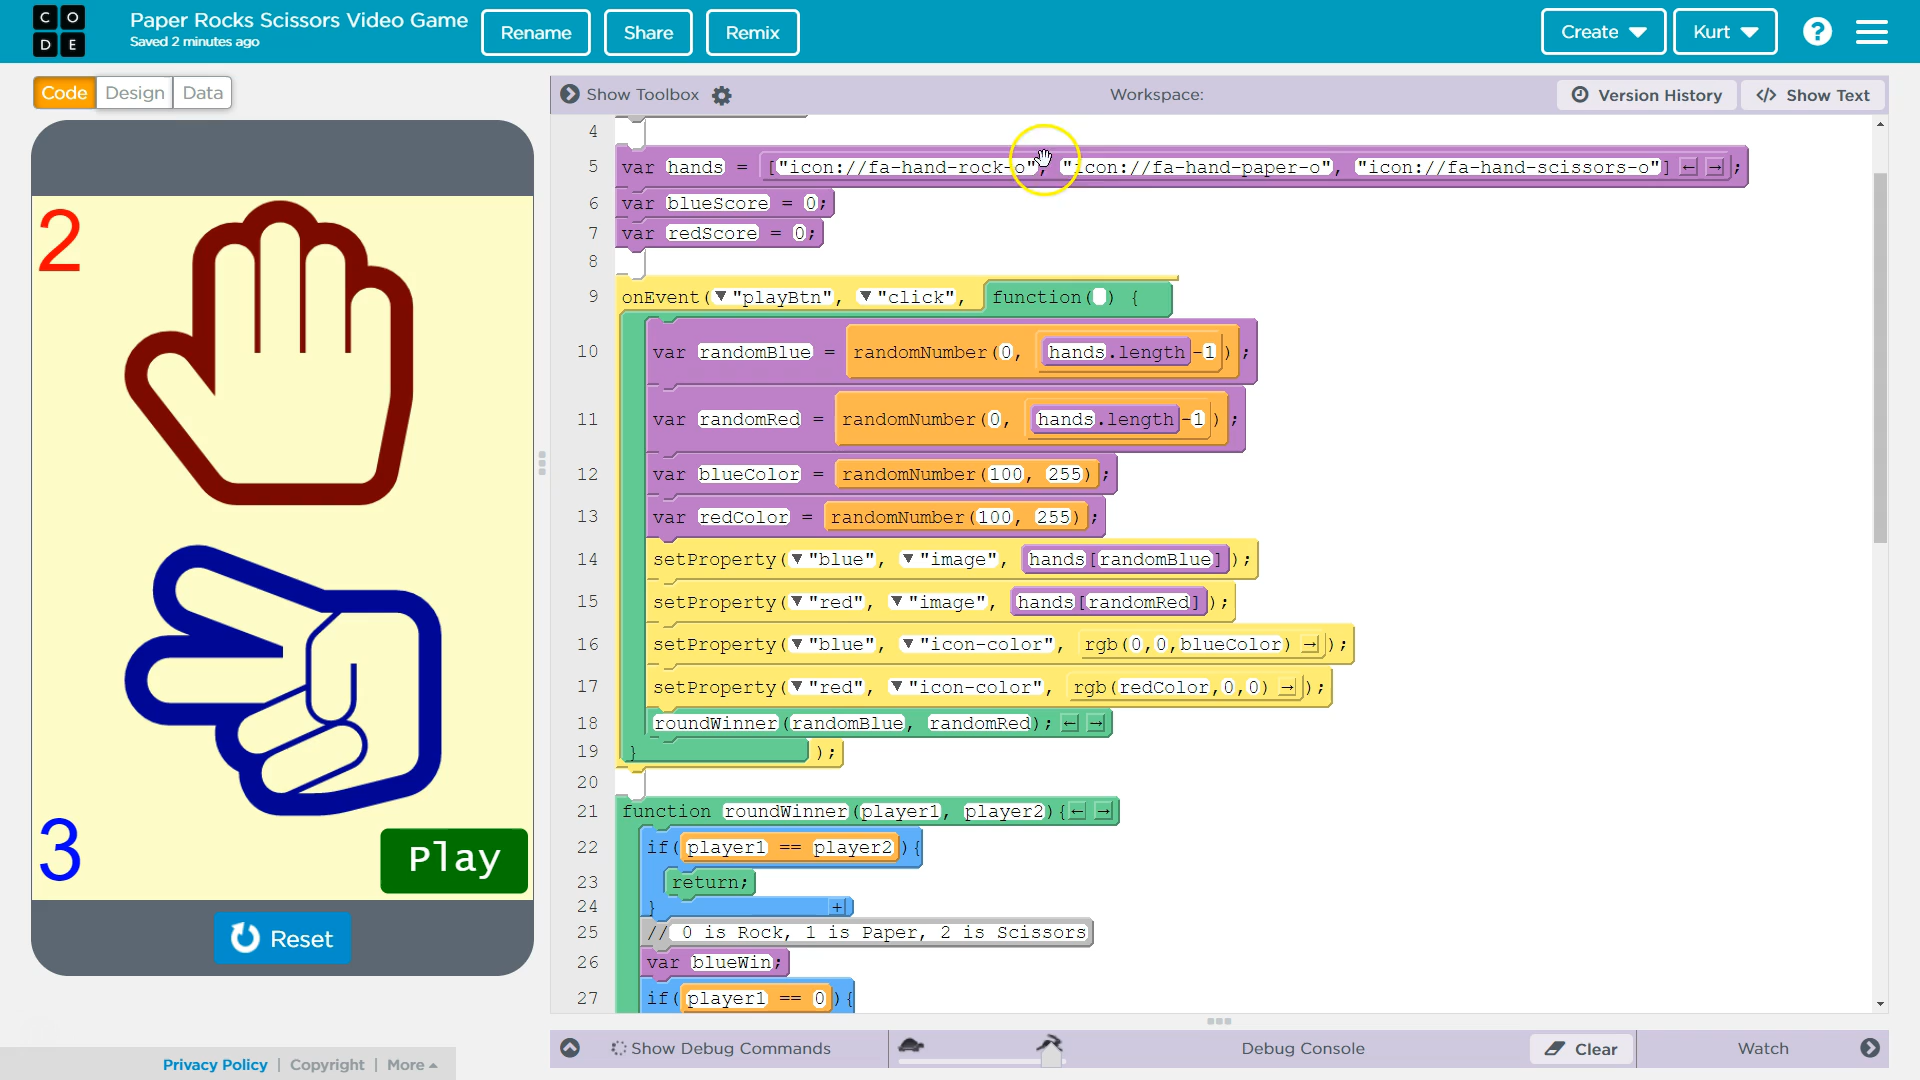 CODE
Paper Rocks Scissors Video Game
Saved 2 minutes ago
Rename
Share
Remix
Create
Kurt
?
Code
Design
Data
2
3
Play
Reset
Privacy Policy | Copyright | More
Show Toolbox
Workspace:
Version History
</> Show Text
4
5 var hands = ["icon://fa-hand-rock-o", "icon://fa-hand-paper-o", "icon://fa-hand-scissors-o"] ← → ;
6 var blueScore = 0;
7 var redScore = 0;
8
9 onEvent(▼"playBtn", ▼"click", function() {
10 var randomBlue = randomNumber(0, hands.length-1);
11 var randomRed = randomNumber(0, hands.length-1);
12 var blueColor = randomNumber(100, 255);
13 var redColor = randomNumber(100, 255);
14 setProperty(▼"blue", ▼"image", hands[randomBlue]);
15 setProperty(▼"red", ▼"image", hands[randomRed]);
16 setProperty(▼"blue", ▼"icon-color", rgb(0,0,blueColor) →);
17 setProperty(▼"red", ▼"icon-color", rgb(redColor,0,0) →);
18 roundWinner(randomBlue, randomRed); ← →
19 } );
20
21 function roundWinner(player1, player2){ ← →
22 if(player1 == player2){
23 return;
24 } +
25 // 0 is Rock, 1 is Paper, 2 is Scissors
26 var blueWin;
27 if(player1 == 0){
Show Debug Commands
Debug Console
Clear
Watch